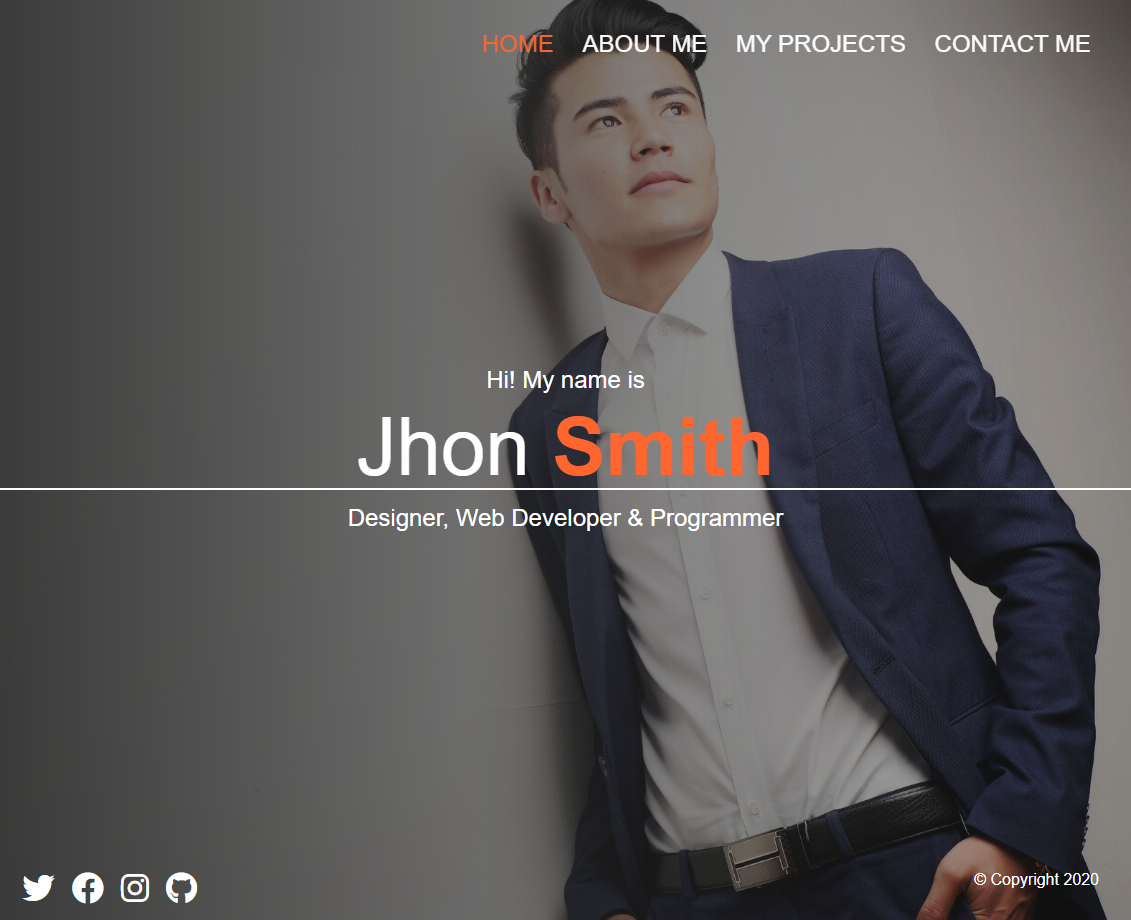 HOME ABOUT ME MY PROJECTS CONTACT ME
Hi! My name is
Jhon Smith
Designer, Web Developer & Programmer
© Copyright 2020